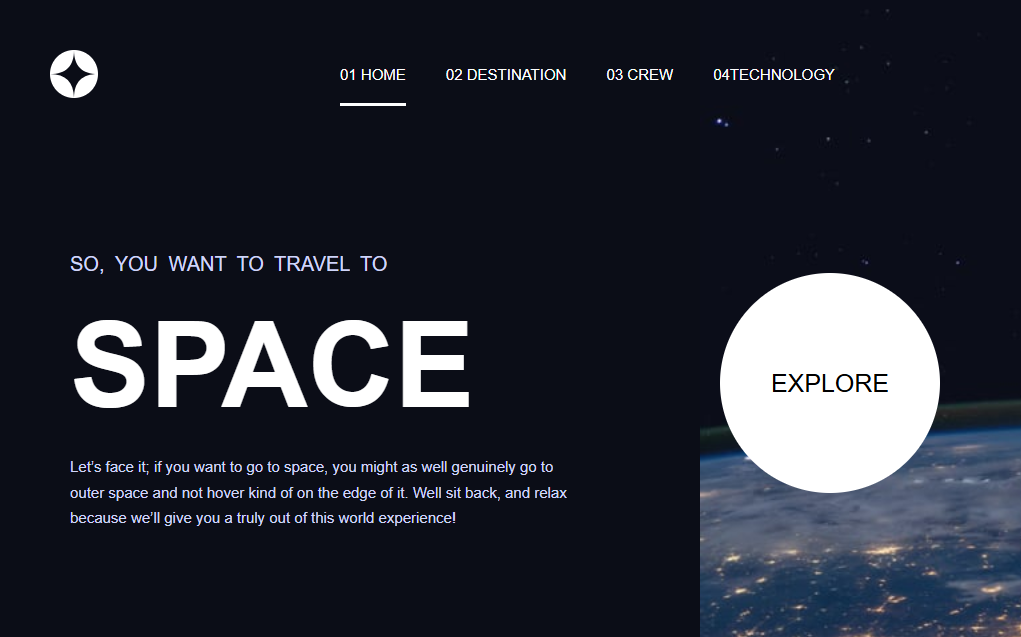 01 HOME 02 DESTINATION 03 CREW 04TECHNOLOGY
SO, YOU WANT TO TRAVEL TO
SPACE
EXPLORE
Let’s face it; if you want to go to space, you might as well genuinely go to
outer space and not hover kind of on the edge of it. Well sit back, and relax
because we’ll give you a truly out of this world experience!